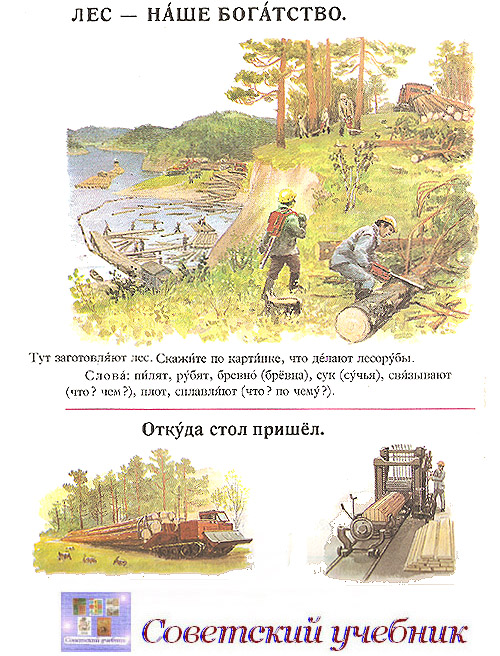 ЛЕС — НА́ШЕ БОГА́ТСТВО.
Тут заготовля́ют лес. Скажи́те по карти́нке, что де́лают лесору́бы.
Слова́: пи́лят, ру́бят, бревно́ (брёвна), сук (су́чья), свя́зывают
(что? чем?), плот, сплавля́ют (что? по чему́?).
Отку́да стол пришёл.
Советский учебник
Советский учебник